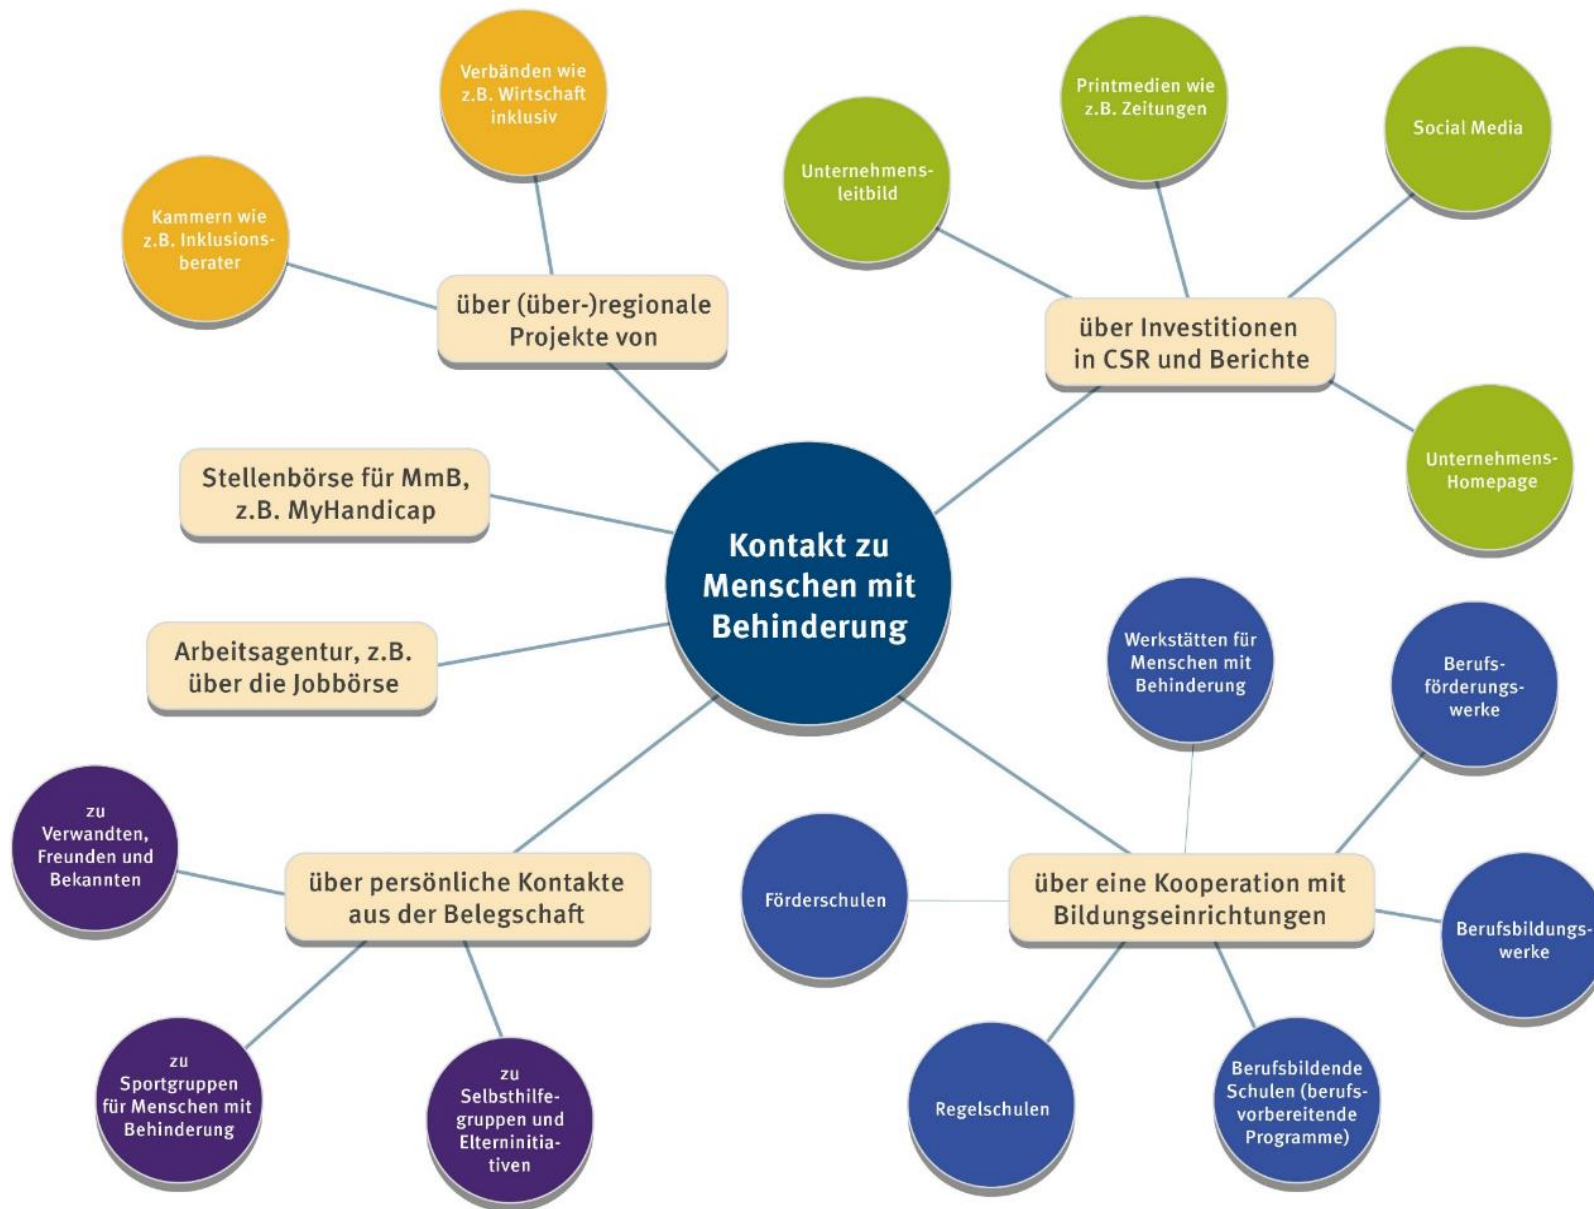 Verbänden wie
z.B. Wirtschaft
inklusiv
Kammern wie
z.B. Inklusions-
berater
über (über-)regionale
Projekte von
Unternehmens-
leitbild
Printmedien wie
z.B. Zeitungen
Social Media
über Investitionen
in CSR und Berichte
Unternehmens-
Homepage
Stellenbörse für MmB,
z.B. MyHandicap
Arbeitsagentur, z.B.
über die Jobbörse
Kontakt zu
Menschen mit
Behinderung
zu
Verwandten,
Freunden und
Bekannten
über persönliche Kontakte
aus der Belegschaft
zu
Sportgruppen
für Menschen mit
Behinderung
zu
Selbsthilfe-
gruppen und
Elterninitia-
tiven
Werkstätten für
Menschen mit
Behinderung
Berufs-
förderungs-
werke
Förderschulen
über eine Kooperation mit
Bildungseinrichtungen
Berufsbildungs-
werke
Regelschulen
Berufsbildende
Schulen (berufs-
vorbereitende
Programme)